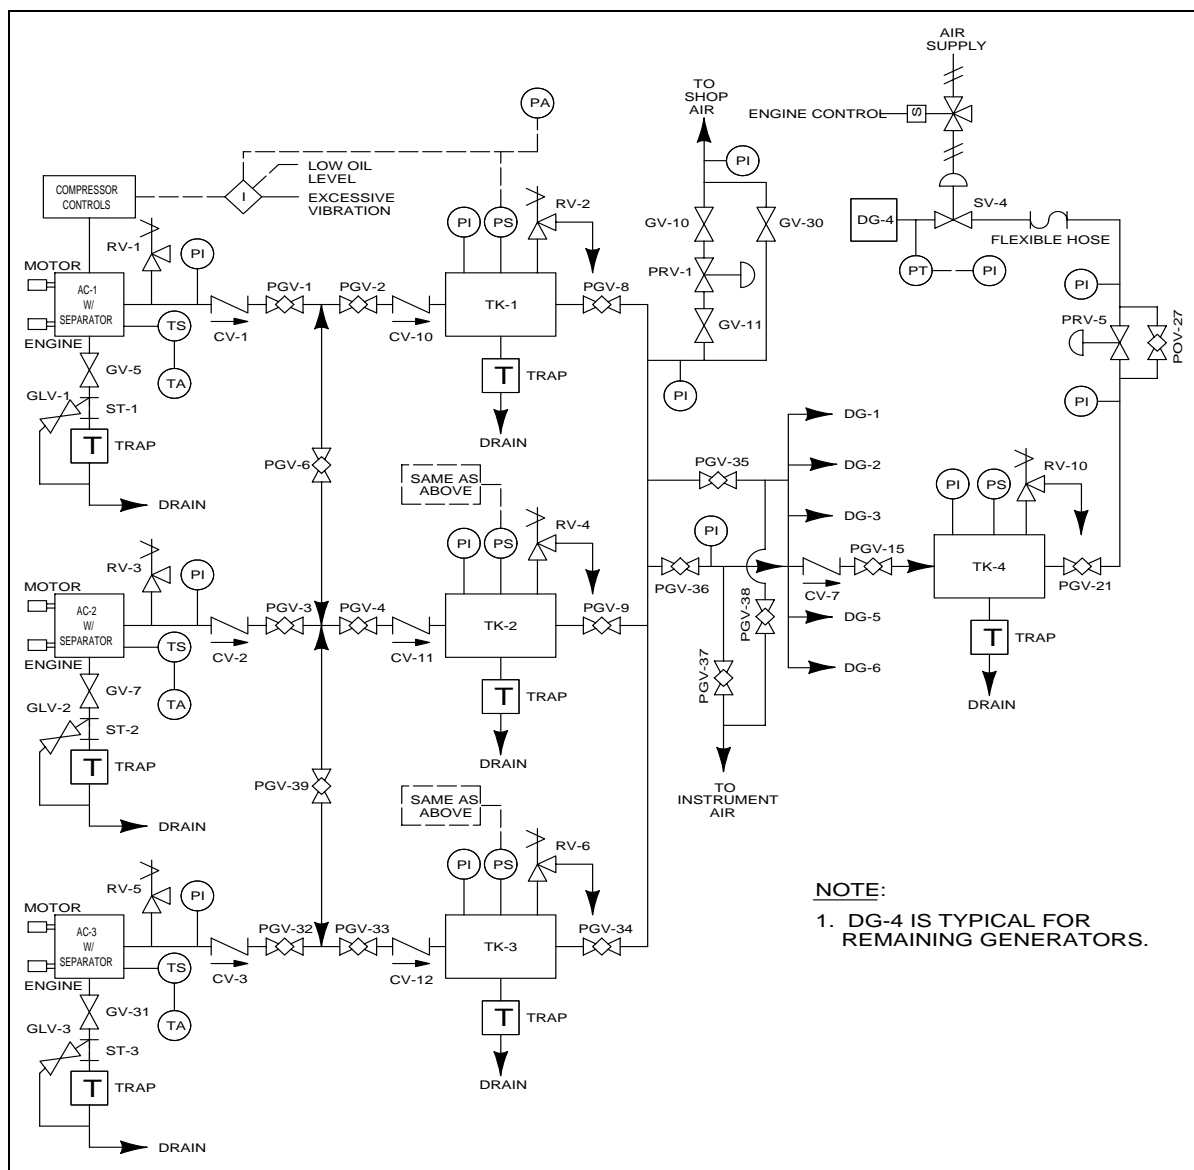 AIR
SUPPLY
TO
SHOP
AIR
PA
ENGINE CONTROL
S
PI
LOW OIL
LEVEL
I
EXCESSIVE
VIBRATION
COMPRESSOR
CONTROLS
RV-2
GV-10
GV-30
DG-4
SV-4
FLEXIBLE HOSE
PI
PS
RV-1
PI
PT
PI
MOTOR
AC-1
W/
SEPARATOR
PGV-1
PGV-2
TK-1
PGV-8
PRV-1
PI
TS
CV-1
CV-10
GV-11
PRV-5
POV-27
ENGINE
GV-5
TA
T
TRAP
PI
PI
GLV-1
ST-1
T
TRAP
DRAIN
DG-1
PGV-6
SAME AS
ABOVE
PGV-35
DG-2
RV-10
PI
PS
DRAIN
RV-4
DG-3
PI
PS
PI
RV-3
PI
PGV-15
TK-4
PGV-21
MOTOR
AC-2
W/
SEPARATOR
PGV-3
PGV-4
TK-2
PGV-9
PGV-36
CV-7
PGV-38
DG-5
TS
CV-2
CV-11
T
TRAP
ENGINE
GV-7
TA
T
TRAP
PGV-37
DG-6
GLV-2
ST-2
DRAIN
T
TRAP
DRAIN
PGV-39
TO
INSTRUMENT
AIR
SAME AS
ABOVE
DRAIN
RV-6
PI
PS
RV-5
PI
NOTE:
1. DG-4 IS TYPICAL FOR
REMAINING GENERATORS.
MOTOR
AC-3
W/
SEPARATOR
PGV-32
PGV-33
TK-3
PGV-34
TS
CV-3
CV-12
ENGINE
GV-31
TA
T
TRAP
GLV-3
ST-3
T
TRAP
DRAIN
DRAIN